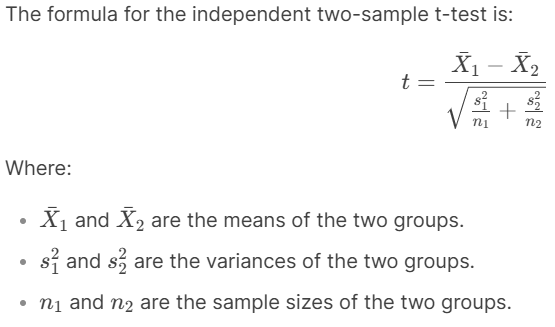 The formula for the independent two-sample t-test is:
t = \frac{\bar{X}_1 - \bar{X}_2}{\sqrt{\frac{s_1^2}{n_1} + \frac{s_2^2}{n_2}}}
Where:
• \bar{X}_1 and \bar{X}_2 are the means of the two groups.
• s_1^2 and s_2^2 are the variances of the two groups.
• n_1 and n_2 are the sample sizes of the two groups.